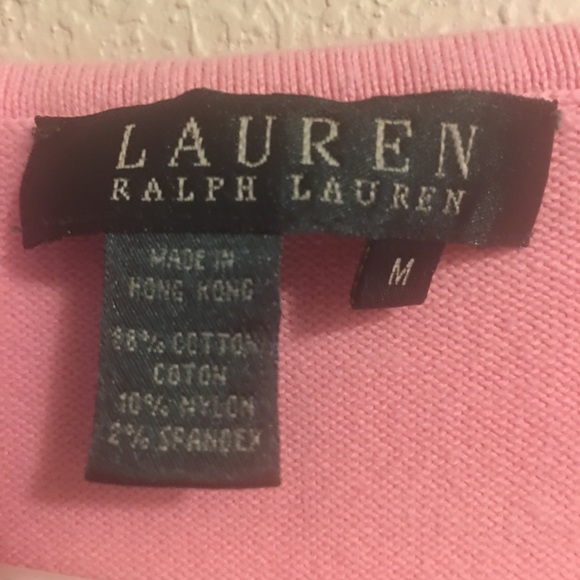 LAUREN
RALPH LAUREN
M
MADE IN
HONG KONG
88% COTTON
COTON
10% NYLON
2% SPANDEX